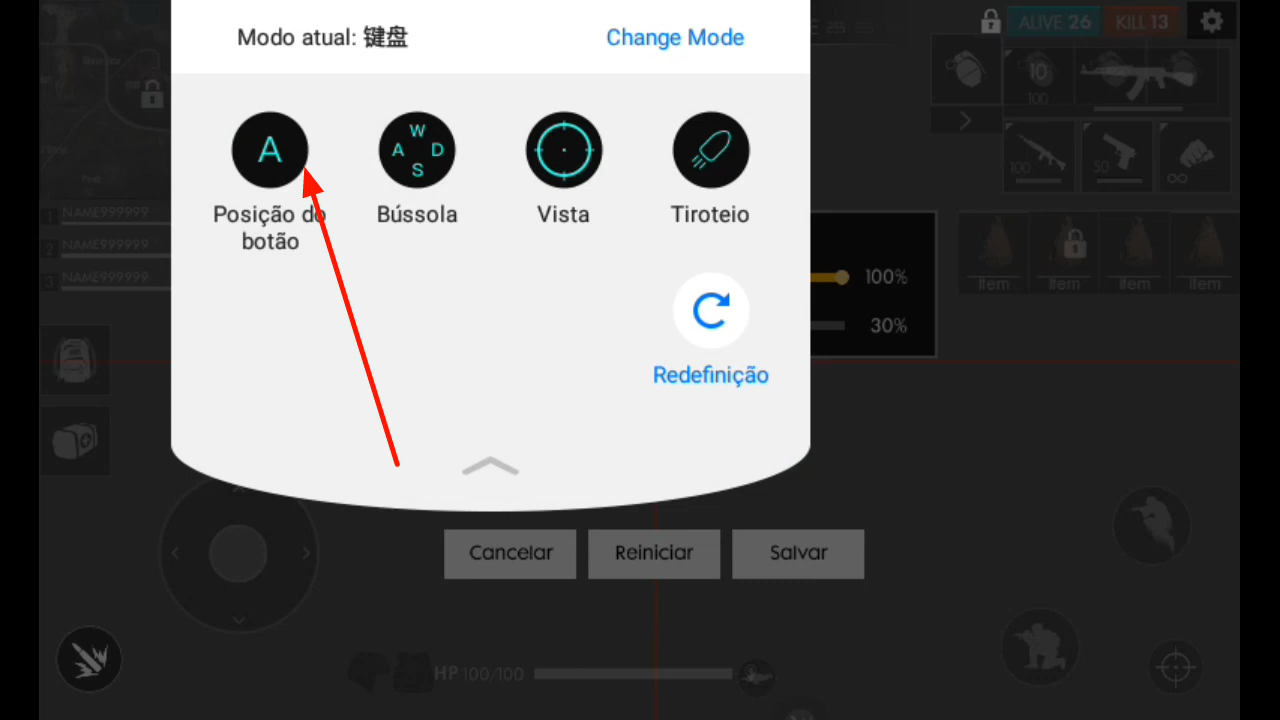 Modo atual: 键盘
Change Mode
ALIVE 26
KILL 13
10
100
100
50
A
W
A D
S
Posição do
botão
Bússola
Vista
Tiroteio
1 NAME999999
2 NAME999999
3 NAME999999
Item
Item
Item
Item
100%
30%
Redefinição
Cancelar
Reiniciar
Salvar
HP 100/100